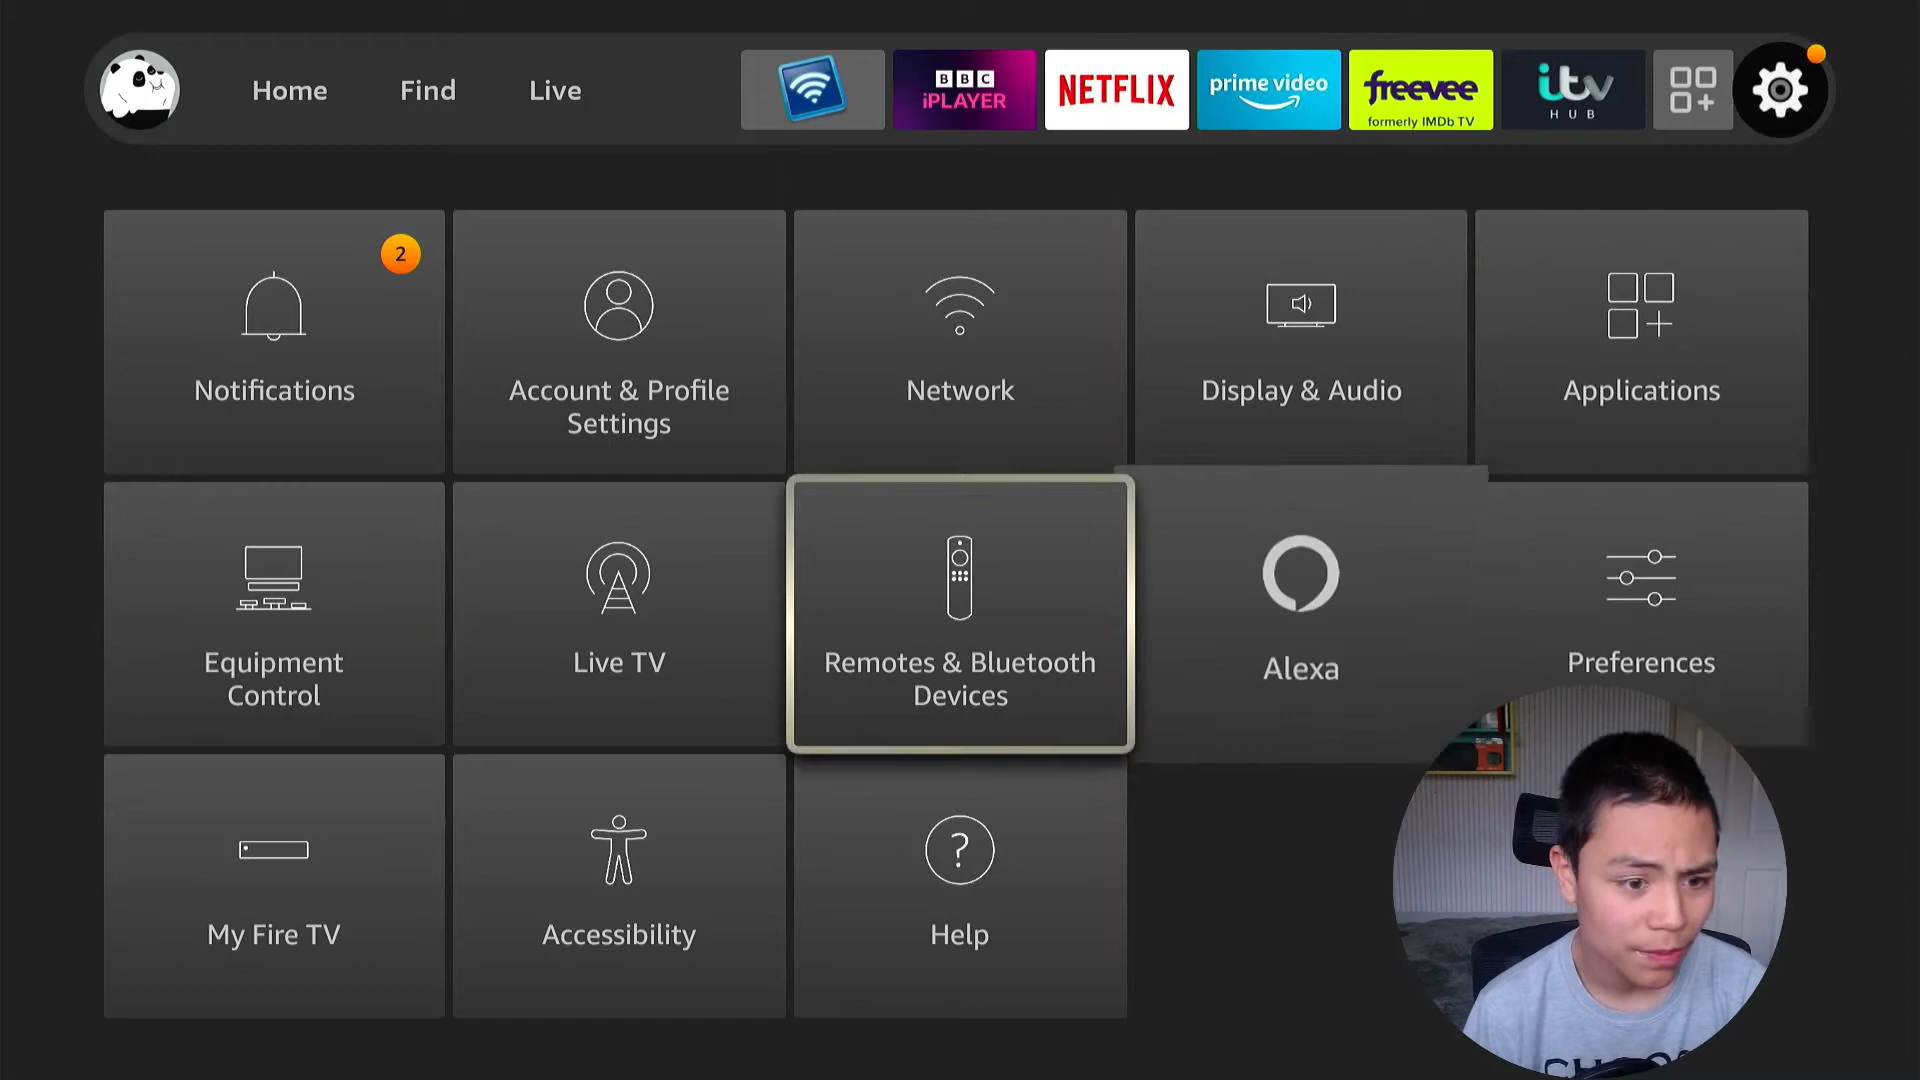 Home
Find
Live
BBC
iPLAYER
NETFLIX
prime video
freevee
formerly IMDb TV
itv
HUB
2
Notifications
Account & Profile
Settings
Network
Display & Audio
Applications
Equipment
Control
Live TV
Remotes & Bluetooth
Devices
Alexa
Preferences
My Fire TV
Accessibility
?
Help